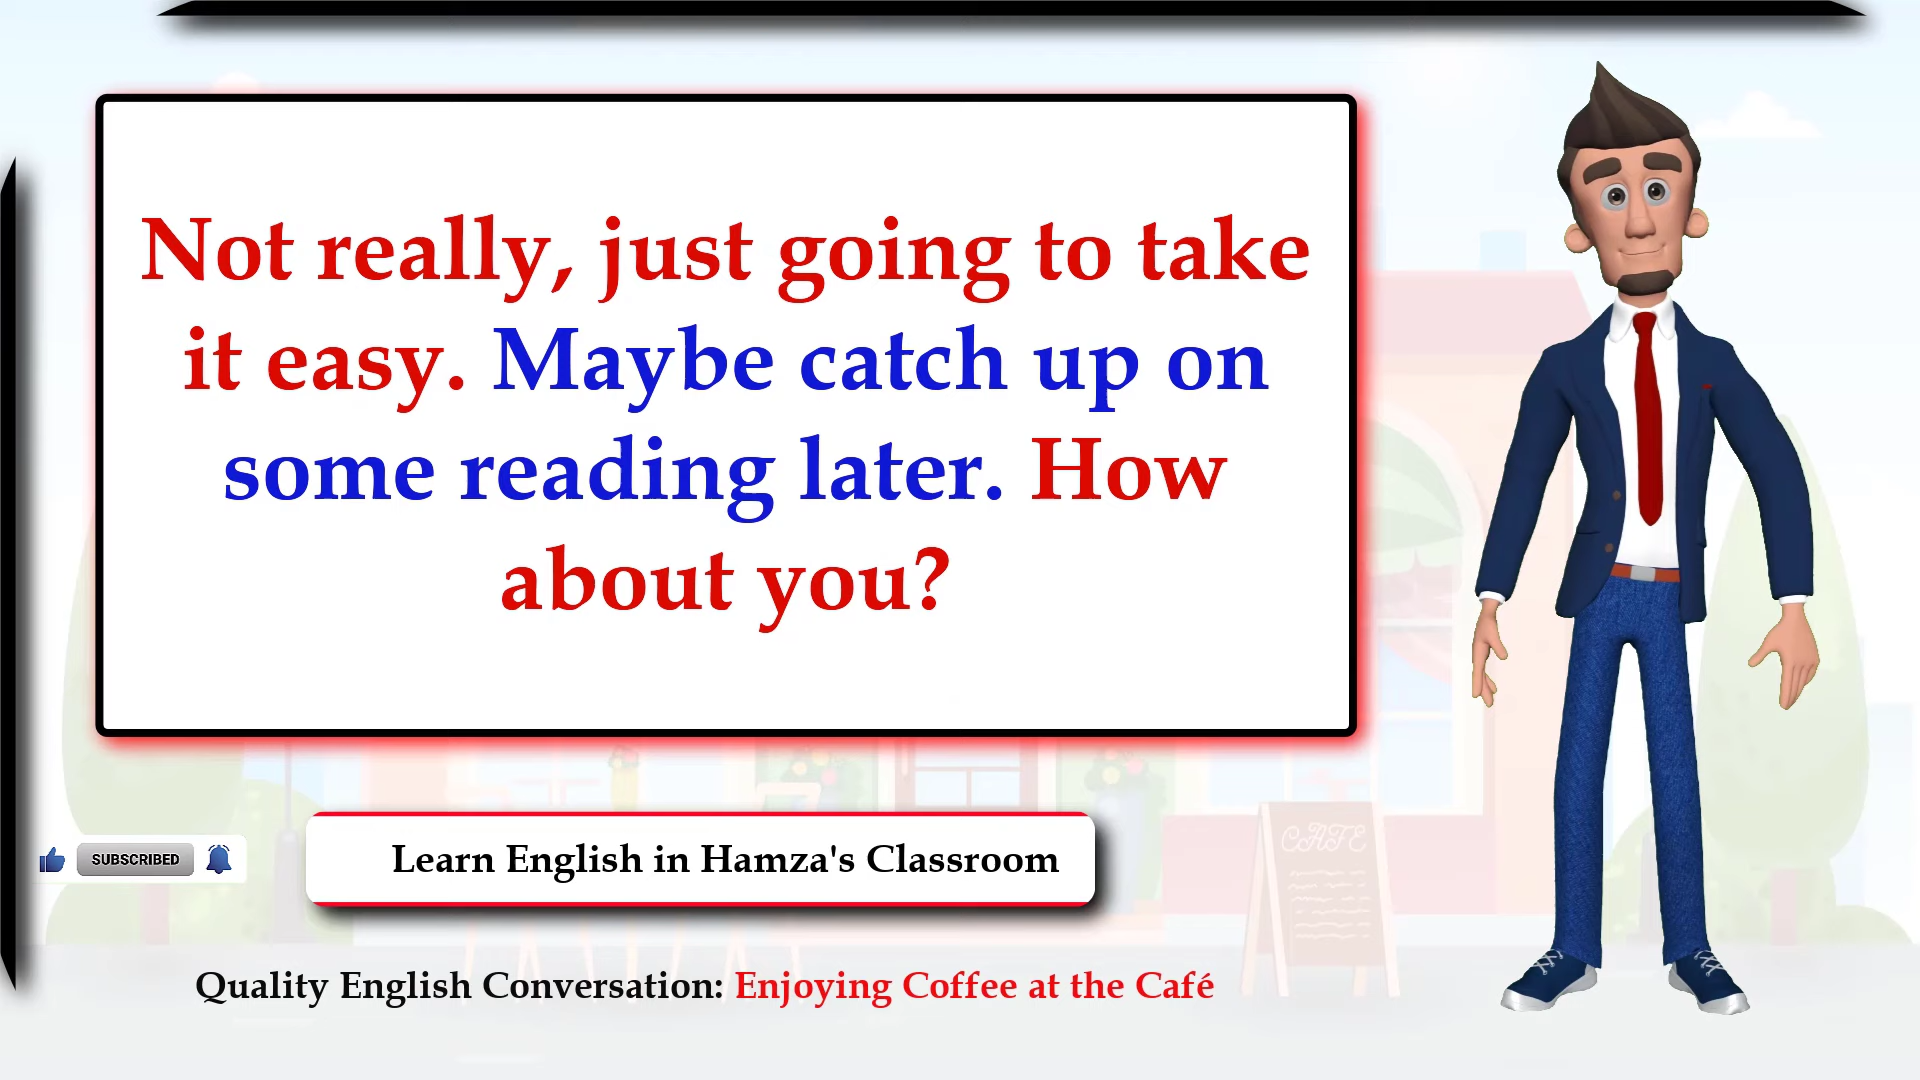 Not really, just going to take
it easy. Maybe catch up on
some reading later. How
about you?
CAFE
SUBSCRIBED
Learn English in Hamza's Classroom
Quality English Conversation: Enjoying Coffee at the Café